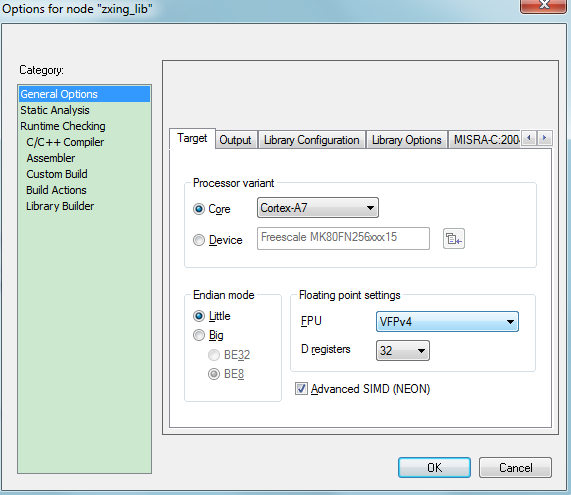 Options for node "zxing_lib"
Category:
General Options
Static Analysis
Runtime Checking
C/C++ Compiler
Assembler
Custom Build
Build Actions
Library Builder
Target Output Library Configuration Library Options MISRA-C:200
Processor variant
Core Cortex-A7
Device Freescale MK80FN256xxx15
Endian mode
Little
Big
BE32
BE8
Floating point settings
FPU VFPv4
D registers 32
Advanced SIMD (NEON)
OK Cancel